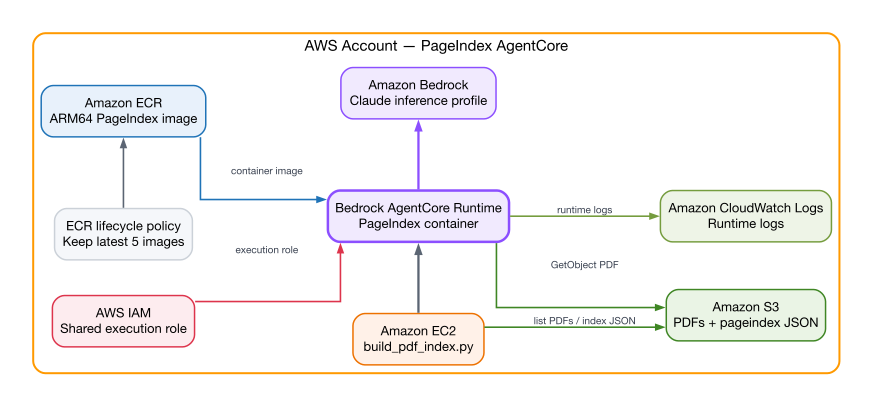 AWS Account — PageIndex AgentCore
Amazon Bedrock
Claude inference profile
Amazon ECR
ARM64 PageIndex image
container image
ECR lifecycle policy
Keep latest 5 images
Bedrock AgentCore Runtime
PageIndex container
runtime logs
Amazon CloudWatch Logs
Runtime logs
execution role
GetObject PDF
AWS IAM
Shared execution role
Amazon EC2
build_pdf_index.py
list PDFs / index JSON
Amazon S3
PDFs + pageindex JSON